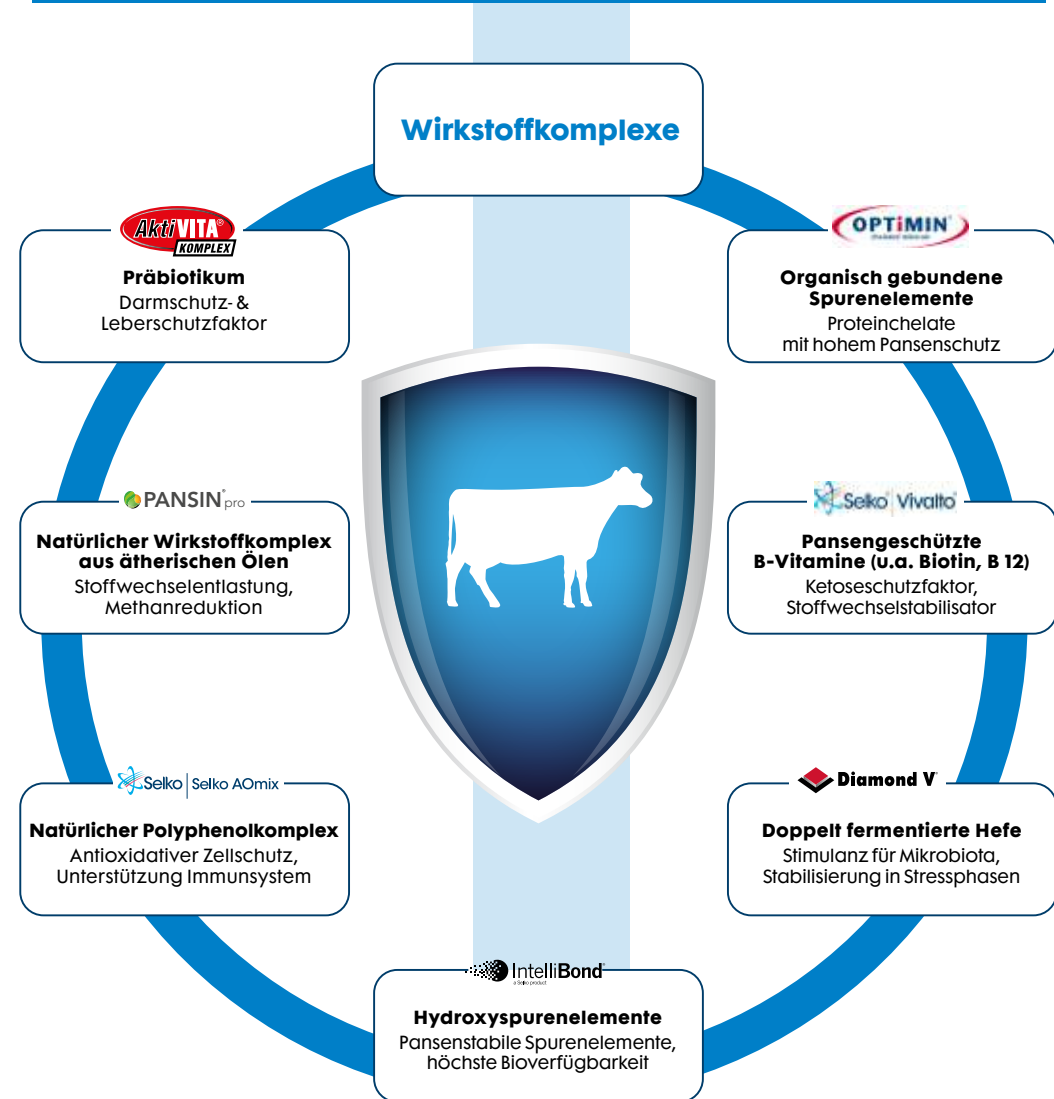 Wirkstoffkomplexe
AktiVITA®
KOMPLEX
Präbiotikum
Darmschutz- &
Leberschutzfaktor
OPTiMIN®
Organisch gebundene
Spurenelemente
Proteinchelate
mit hohem Pansenschutz
PANSIN® pro
Natürlicher Wirkstoffkomplex
aus ätherischen Ölen
Stoffwechselentlastung,
Methanreduktion
Selko® Vivalto®
Pansengeschützte
B-Vitamine (u.a. Biotin, B 12)
Ketoseschutzfaktor,
Stoffwechselstabilisator
Selko | Selko AOmix
Natürlicher Polyphenolkomplex
Antioxidativer Zellschutz,
Unterstützung Immunsystem
Diamond V
Doppelt fermentierte Hefe
Stimulanz für Mikrobiota,
Stabilisierung in Stressphasen
IntelliBond®
a Selko product
Hydroxyspurenelemente
Pansenstabile Spurenelemente,
höchste Bioverfügbarkeit